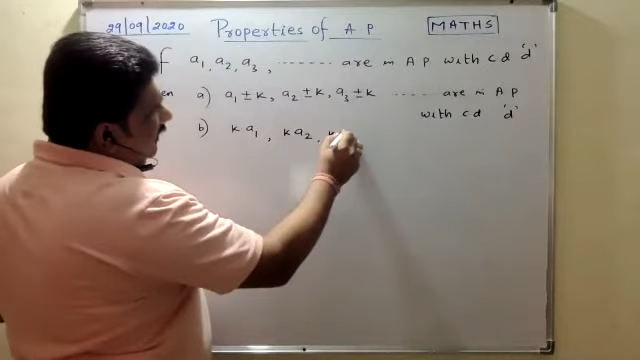 29/09/2020 Properties of A P MATHS
f a1, a2, a3, ....... are in A P with cd 'd'
en a) a1 ± k, a2 ± k, a3 ± k ..... are in A P
with cd 'd'
b) k a1, k a2, k